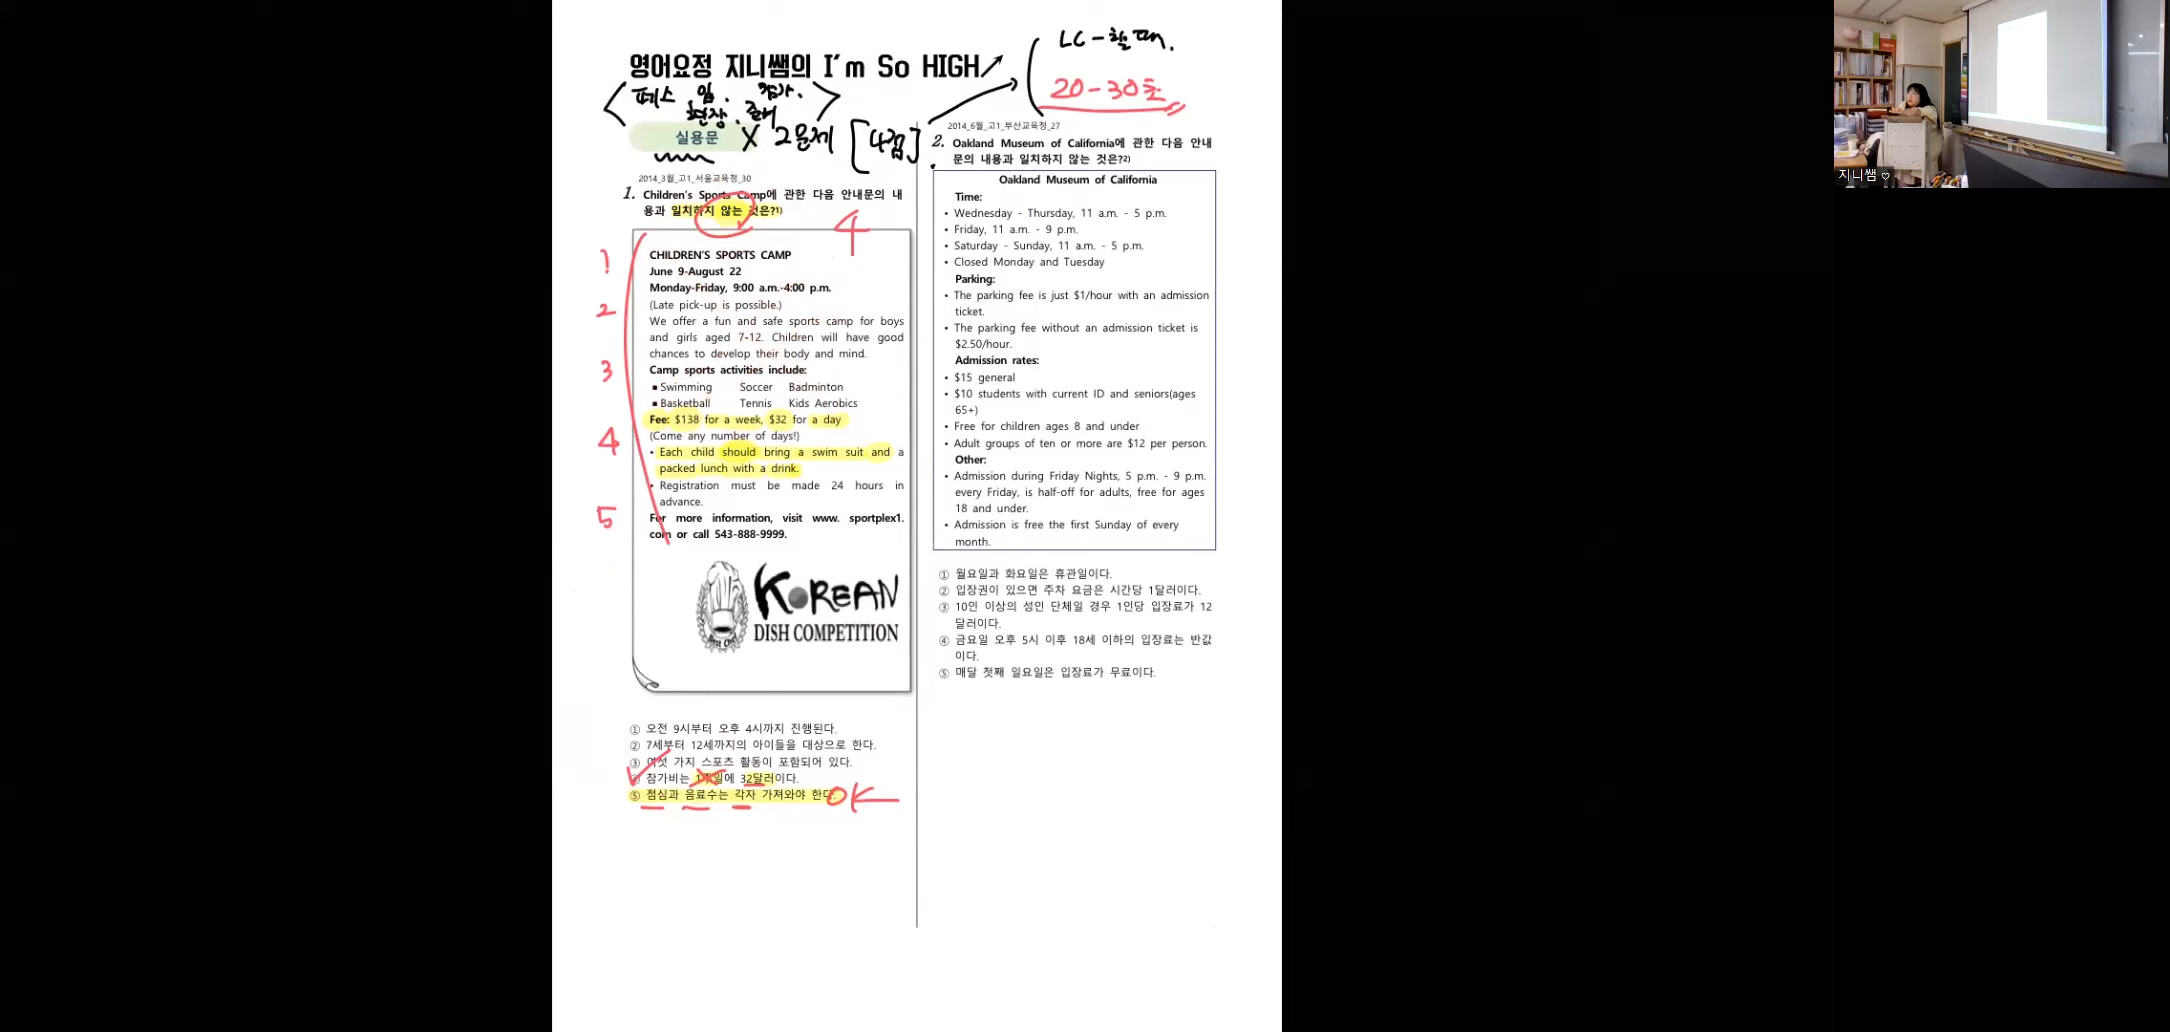 영어요정 지니쌤의 I'm So HIGH↗
LC - 할 때.
20 - 30초
실용문 X 2문제 [4점]
2014_3월_고1_서울교육청_30
1. Children's Sports Camp에 관한 다음 안내문의 내
용과 일치하지 않는 것은?1)
4
1
2
3
4
5
CHILDREN'S SPORTS CAMP
June 9-August 22
Monday-Friday, 9:00 a.m.-4:00 p.m.
(Late pick-up is possible.)
We offer a fun and safe sports camp for boys
and girls aged 7-12. Children will have good
chances to develop their body and mind.
Camp sports activities include:
▪ Swimming Soccer Badminton
▪ Basketball Tennis Kids Aerobics
Fee: $138 for a week, $32 for a day
(Come any number of days!)
• Each child should bring a swim suit and a
packed lunch with a drink.
• Registration must be made 24 hours in
advance.
For more information, visit www. sportplex1.
com or call 543-888-9999.
Best Chef
KOREAN
DISH COMPETITION
① 오전 9시부터 오후 4시까지 진행된다.
② 7세부터 12세까지의 아이들을 대상으로 한다.
③ 여섯 가지 스포츠 활동이 포함되어 있다.
④ 참가비는 1주일에 32달러이다.
⑤ 점심과 음료수는 각자 가져와야 한다.
OK
2014_6월_고1_부산교육청_27
2. Oakland Museum of California에 관한 다음 안내
문의 내용과 일치하지 않는 것은?2)
Oakland Museum of California
Time:
• Wednesday - Thursday, 11 a.m. - 5 p.m.
• Friday, 11 a.m. - 9 p.m.
• Saturday - Sunday, 11 a.m. - 5 p.m.
• Closed Monday and Tuesday
Parking:
• The parking fee is just $1/hour with an admission
ticket.
• The parking fee without an admission ticket is
$2.50/hour.
Admission rates:
• $15 general
• $10 students with current ID and seniors(ages
65+)
• Free for children ages 8 and under
• Adult groups of ten or more are $12 per person.
Other:
• Admission during Friday Nights, 5 p.m. - 9 p.m.
every Friday, is half-off for adults, free for ages
18 and under.
• Admission is free the first Sunday of every
month.
① 월요일과 화요일은 휴관일이다.
② 입장권이 있으면 주차 요금은 시간당 1달러이다.
③ 10인 이상의 성인 단체일 경우 1인당 입장료가 12
달러이다.
④ 금요일 오후 5시 이후 18세 이하의 입장료는 반값
이다.
⑤ 매달 첫째 일요일은 입장료가 무료이다.
지니쌤 ♡